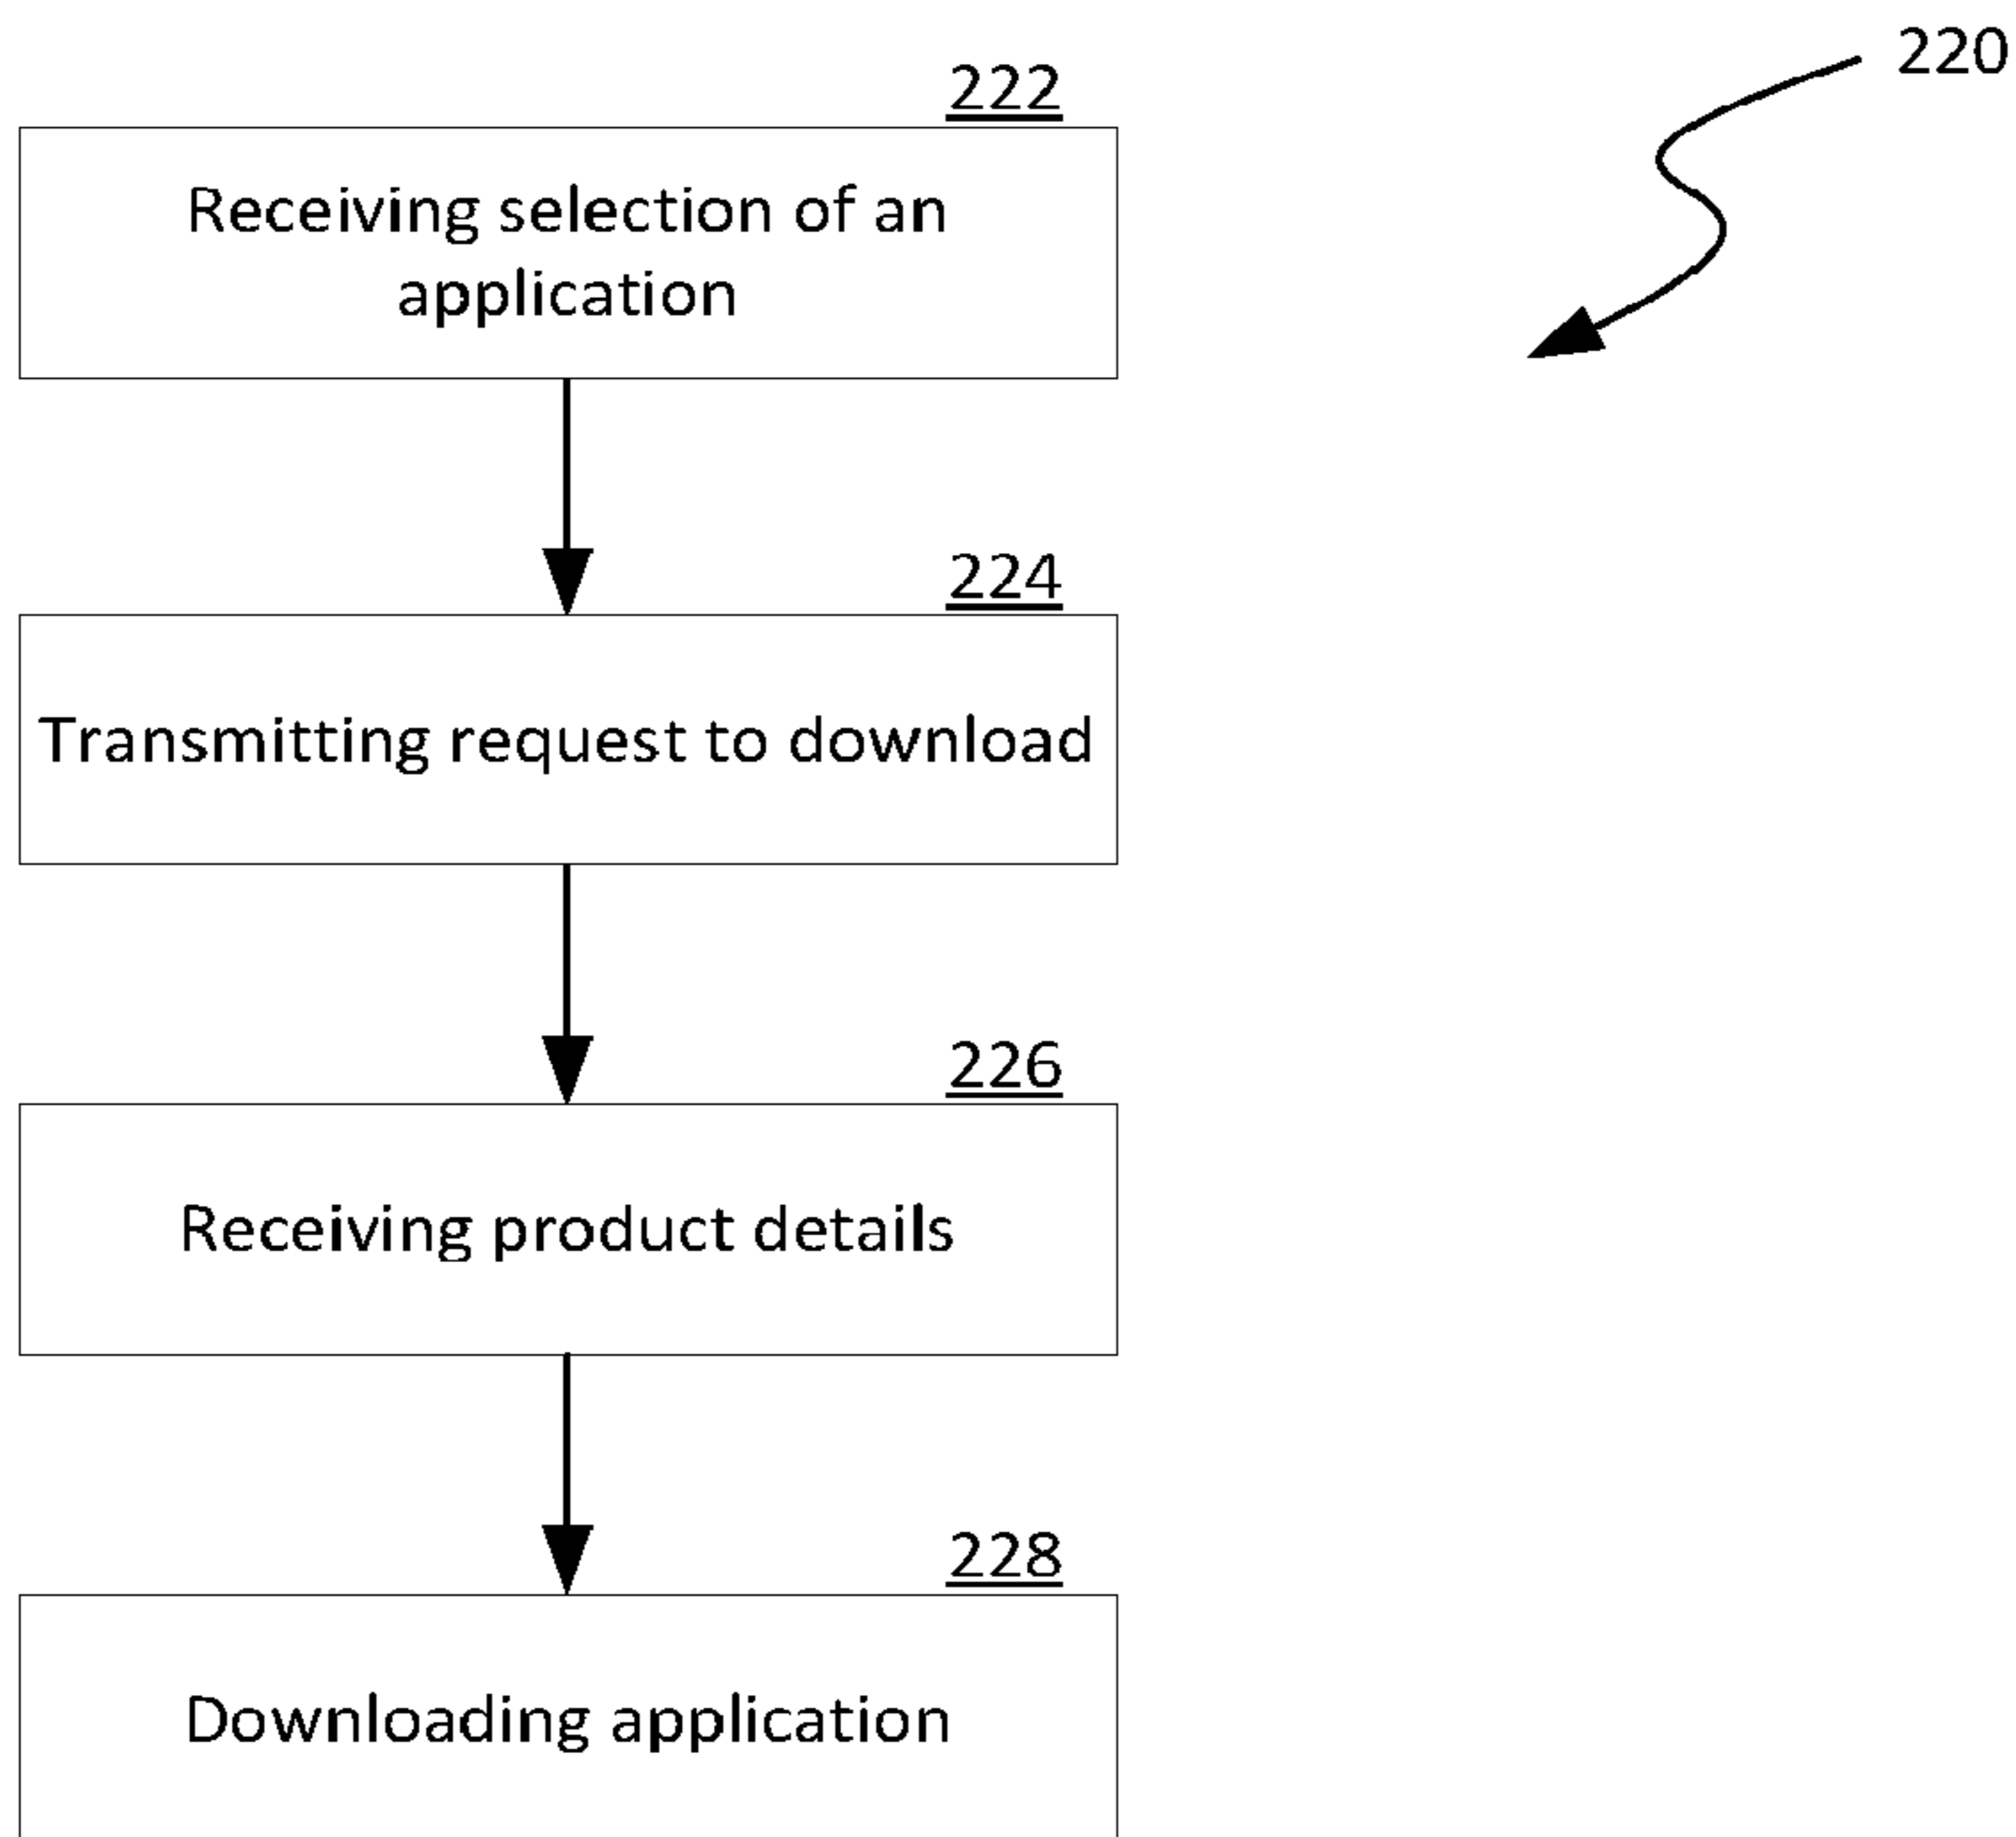 220
222
Receiving selection of an
application
224
Transmitting request to download
226
Receiving product details
228
Downloading application